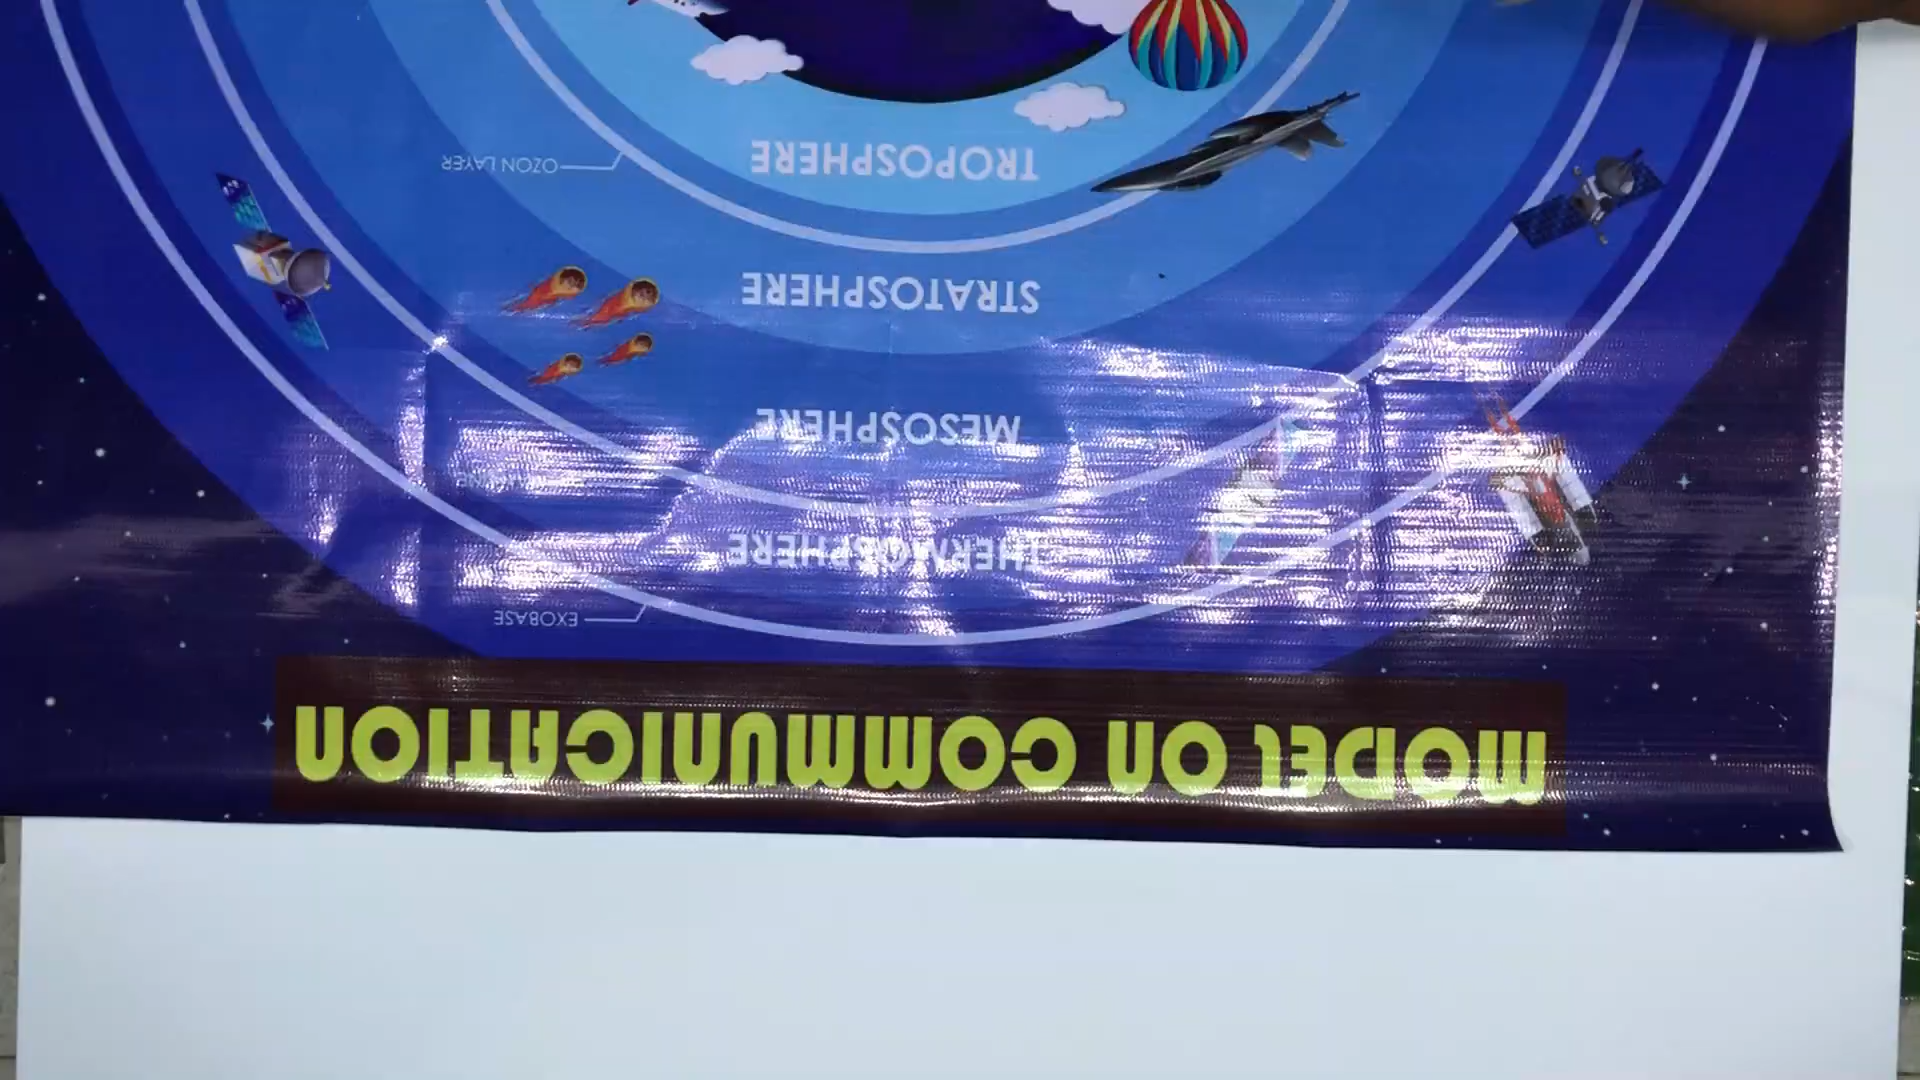 MODEL ON COMMUNICATION
EXOBASE
THERMOSPHERE
MESOSPHERE
STRATOSPHERE
OZON LAYER
TROPOSPHERE